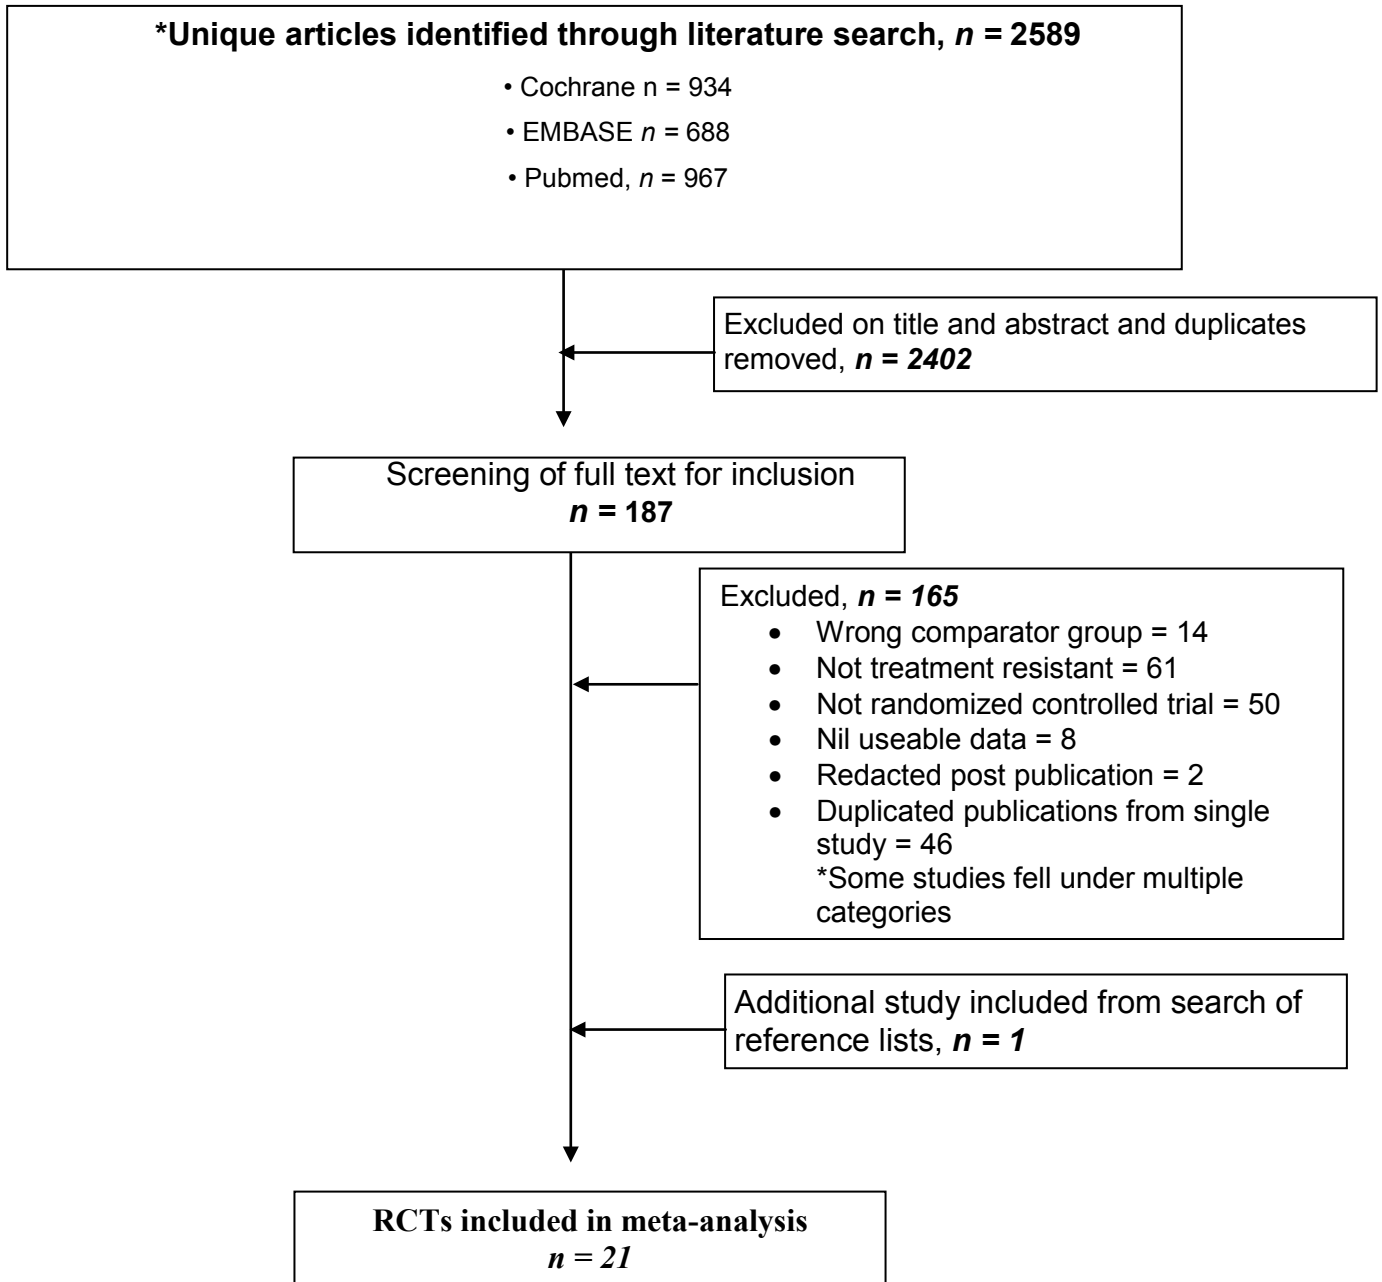 *Unique articles identified through literature search, n = 2589
• Cochrane n = 934
• EMBASE n = 688
• Pubmed, n = 967
Excluded on title and abstract and duplicates
removed, n = 2402
Screening of full text for inclusion
n = 187
Excluded, n = 165
• Wrong comparator group = 14
• Not treatment resistant = 61
• Not randomized controlled trial = 50
• Nil useable data = 8
• Redacted post publication = 2
• Duplicated publications from single
study = 46
*Some studies fell under multiple
categories
Additional study included from search of
reference lists, n = 1
RCTs included in meta-analysis
n = 21